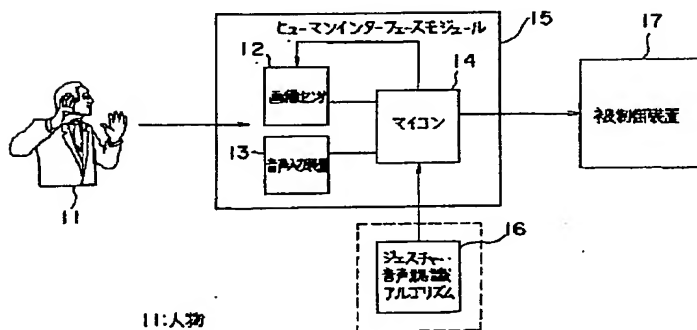 ヒューマンインターフェースモジュール
15
17
12
14
画像センサ
マイコン
被制御装置
13
音声入力装置
11
16
ジェスチャー・
音声認識
アルゴリズム
11:人物